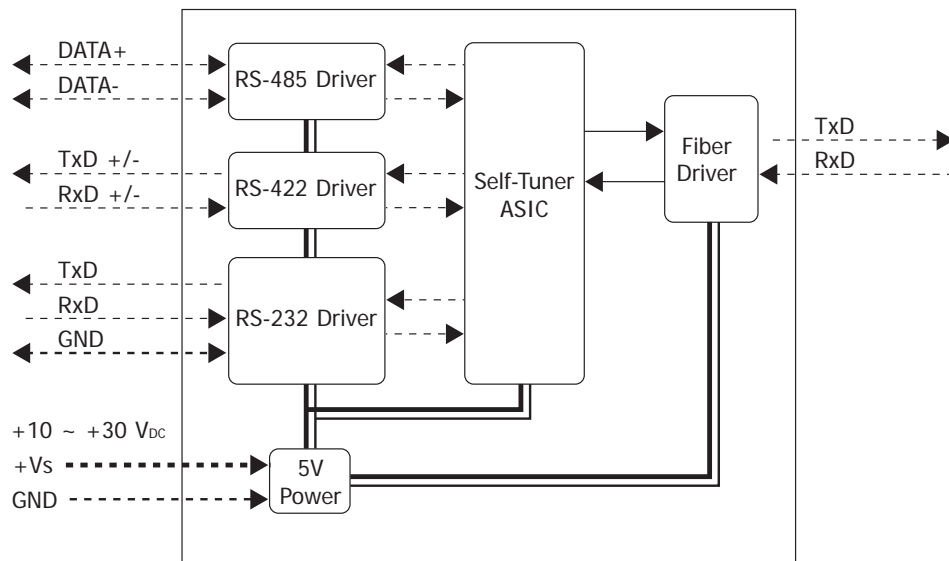 DATA+
DATA-
RS-485 Driver
TxD +/-
RxD +/-
RS-422 Driver
TxD
RxD
GND
RS-232 Driver
Self-Tuner
ASIC
Fiber
Driver
TxD
RxD
+10 ~ +30 VDC
+Vs
GND
5V
Power